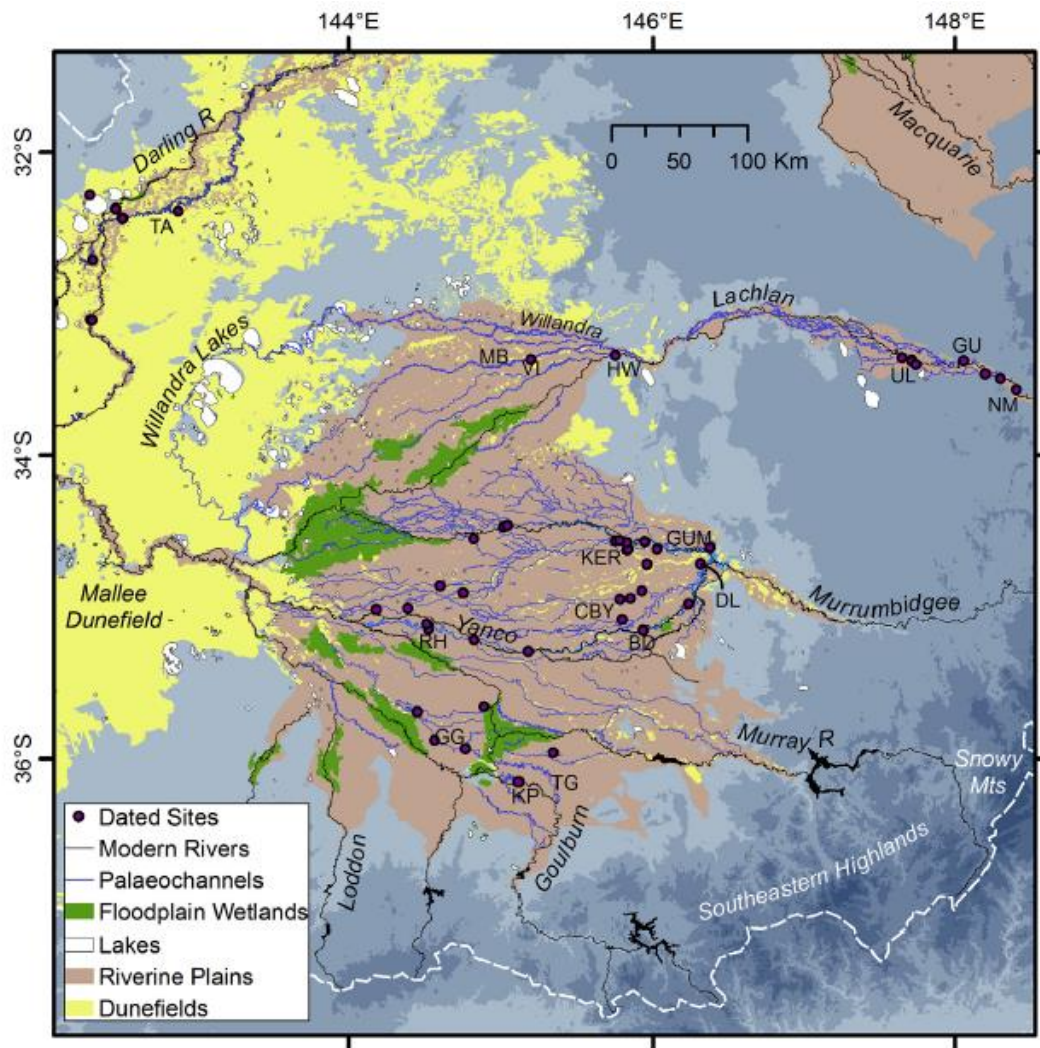 144°E 146°E 148°E
32°S
34°S
36°S
0 50 100 Km
Darling R
Macquarie
TA
Lachlan
Willandra
Willandra Lakes
MB
VI
HW
GU
UL
NM
GUM
KER
Mallee
Dunefield
CBY
DL
Murrumbidgee
Yanco
RH
BD
GG
Murray R
Snowy
Mts
KP
TG
Loddon
Goulburn
Southeastern Highlands
Dated Sites
Modern Rivers
Palaeochannels
Floodplain Wetlands
Lakes
Riverine Plains
Dunefields